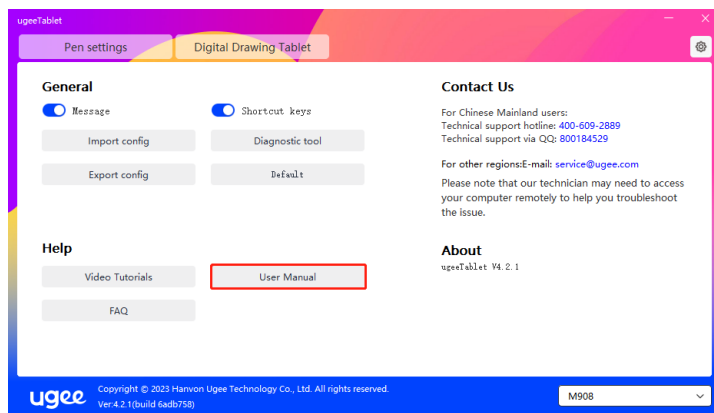 ugeeTablet
Pen settings
Digital Drawing Tablet
General
Message
Shortcut keys
Import config
Diagnostic tool
Export config
Default
Help
Video Tutorials
User Manual
FAQ
Contact Us
For Chinese Mainland users:
Technical support hotline: 400-609-2889
Technical support via QQ: 800184529
For other regions:E-mail: service@ugee.com
Please note that our technician may need to access
your computer remotely to help you troubleshoot
the issue.
About
ugeeTablet V4.2.1
ugee
Copyright © 2023 Hanvon Ugee Technology Co., Ltd. All rights reserved.
Ver:4.2.1(build 6adb758)
M908